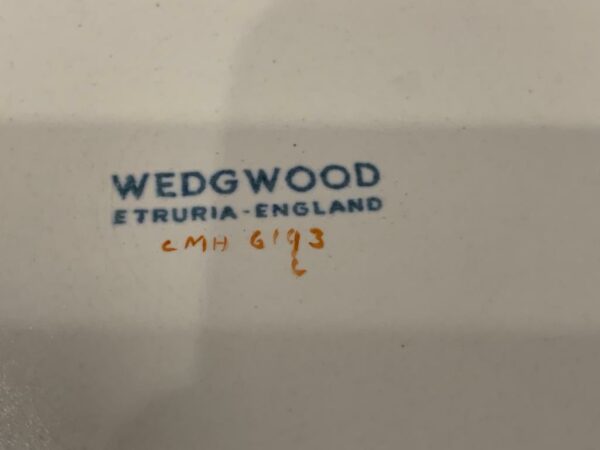 WEDGWOOD
ETRURIA-ENGLAND
CMH 6193
L